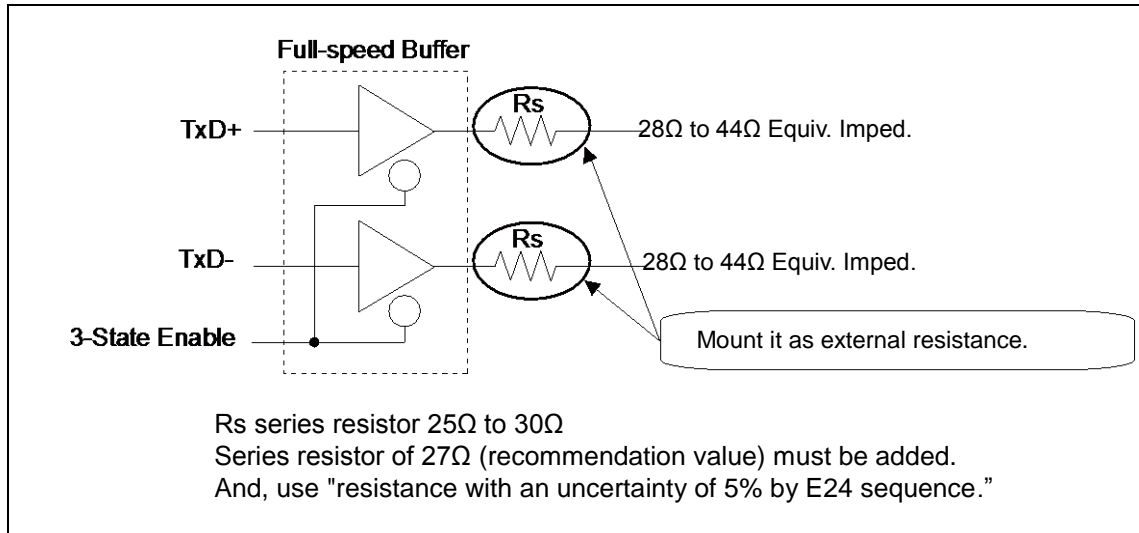 Full-speed Buffer
Rs
TxD+
28Ω to 44Ω Equiv. Imped.
Rs
TxD-
28Ω to 44Ω Equiv. Imped.
3-State Enable
Mount it as external resistance.
Rs series resistor 25Ω to 30Ω
Series resistor of 27Ω (recommendation value) must be added.
And, use "resistance with an uncertainty of 5% by E24 sequence.”